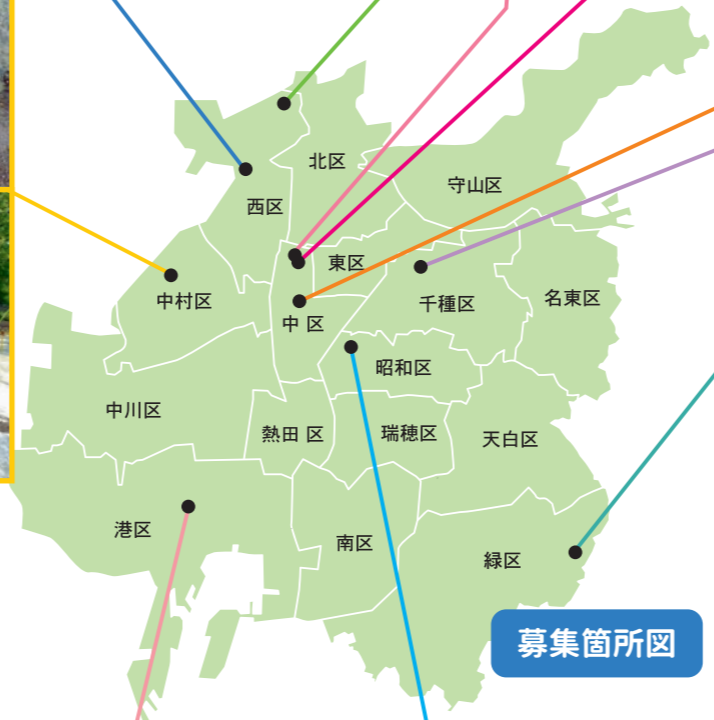 北区
守山区
西区
東区
中村区
千種区
名東区
中 区
昭和区
中川区
熱田 区
瑞穂区
天白区
港区
南区
緑区
募集箇所図